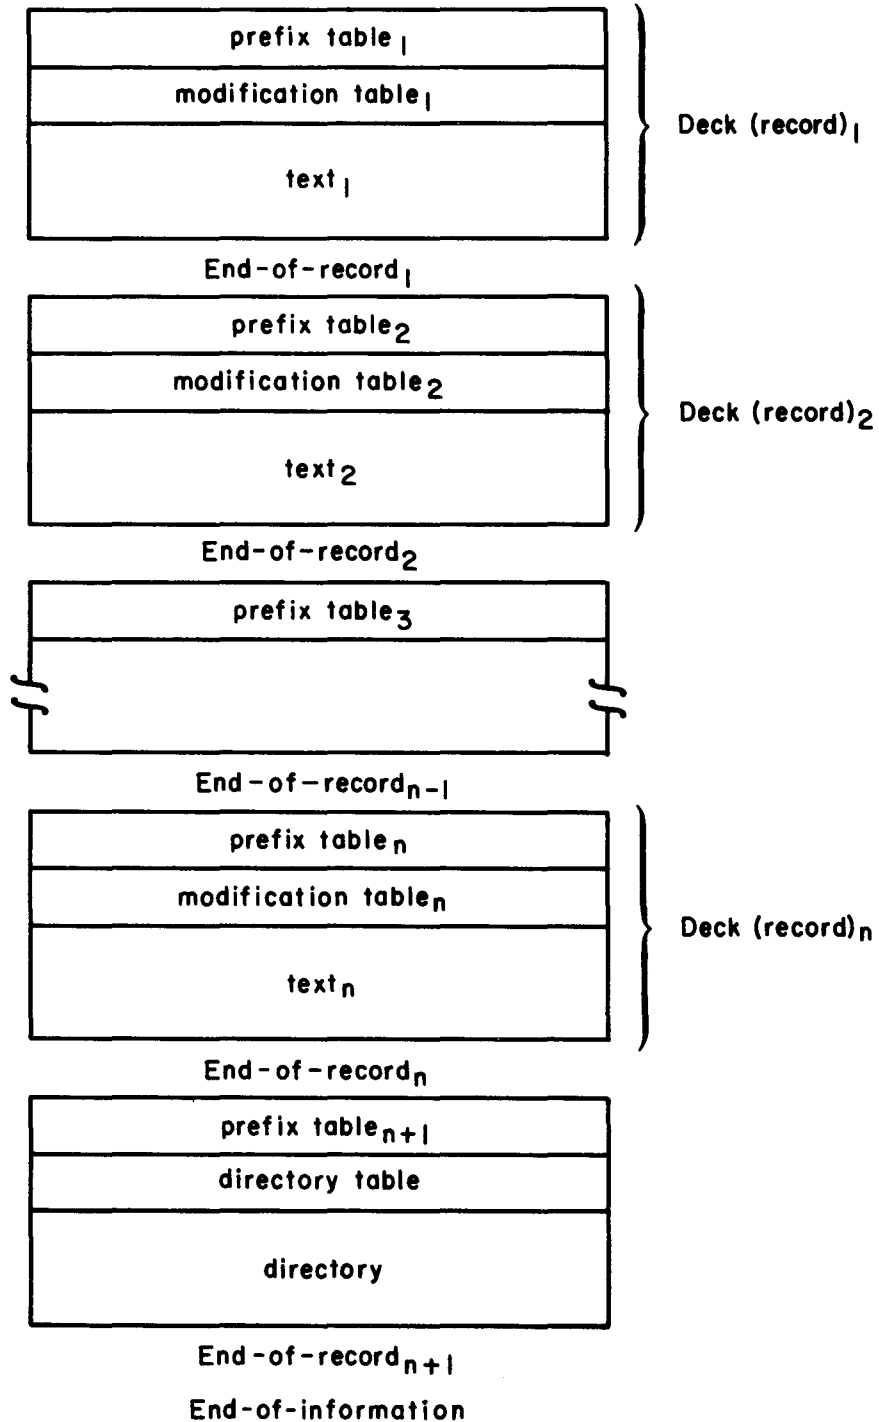 prefix table₁
modification table₁
Deck (record)₁
text₁
End-of-record₁
prefix table₂
modification table₂
Deck (record)₂
text₂
End-of-record₂
prefix table₃
End-of-recordₙ₋₁
prefix tableₙ
modification tableₙ
Deck (record)ₙ
textₙ
End-of-recordₙ
prefix tableₙ₊₁
directory table
directory
End-of-recordₙ₊₁
End-of-information